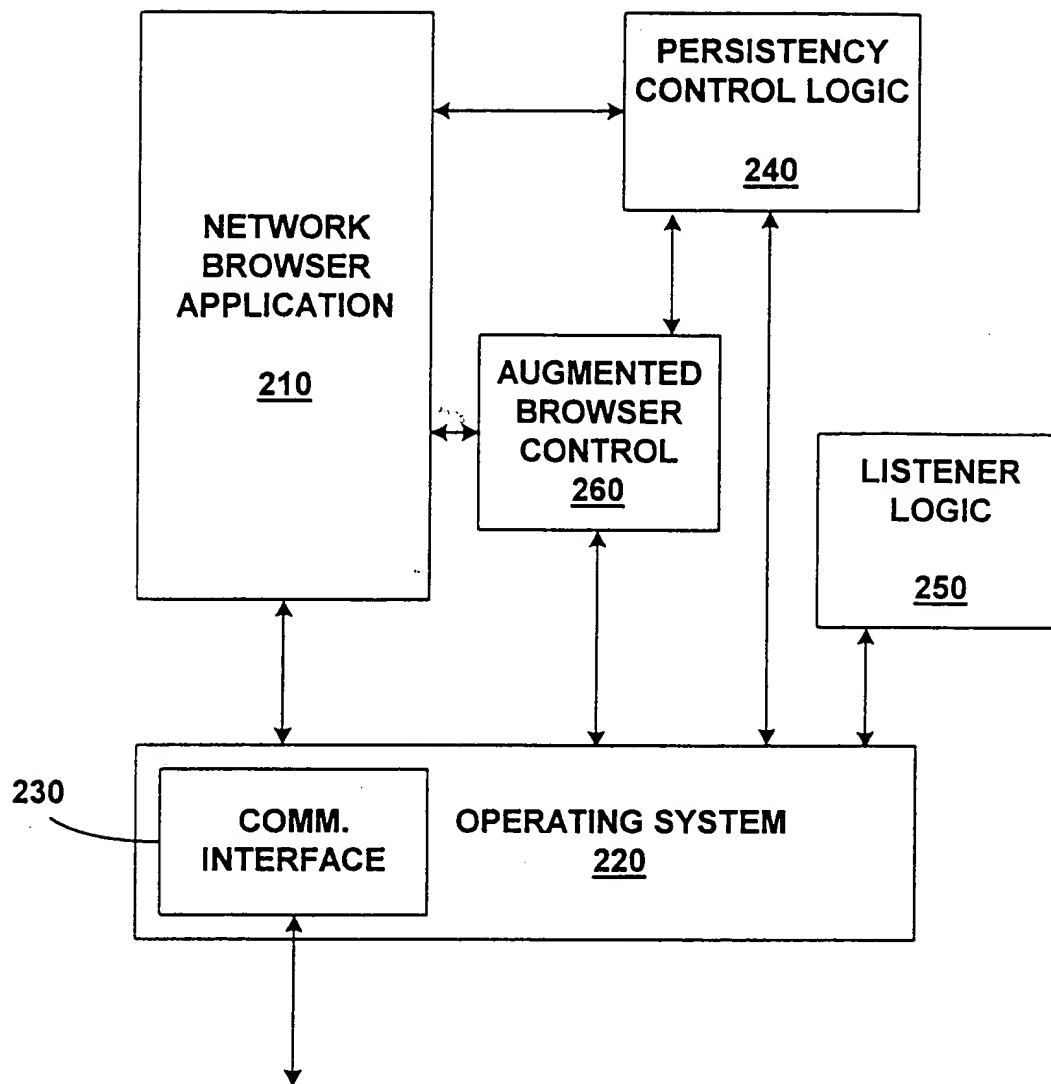 PERSISTENCY
CONTROL LOGIC
240
NETWORK
BROWSER
APPLICATION
210
AUGMENTED
BROWSER
CONTROL
260
LISTENER
LOGIC
250
230
COMM.
INTERFACE
OPERATING SYSTEM
220